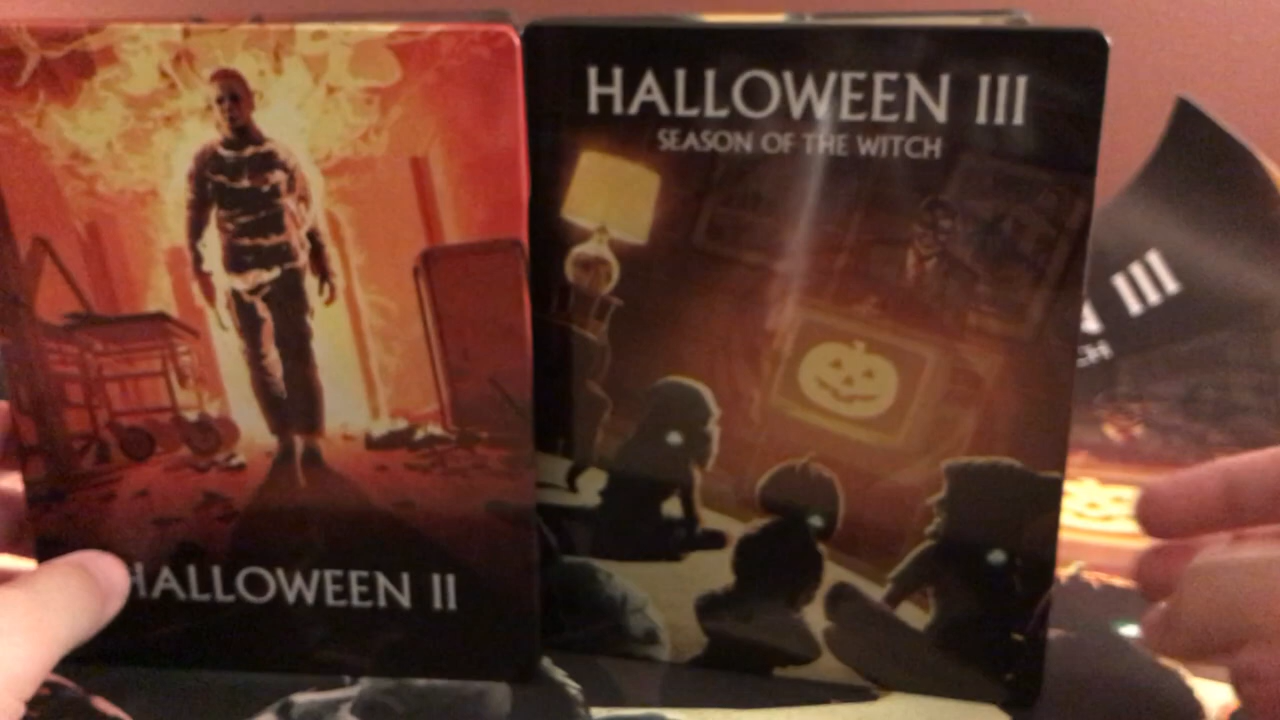 HALLOWEEN II
HALLOWEEN III
SEASON OF THE WITCH
III